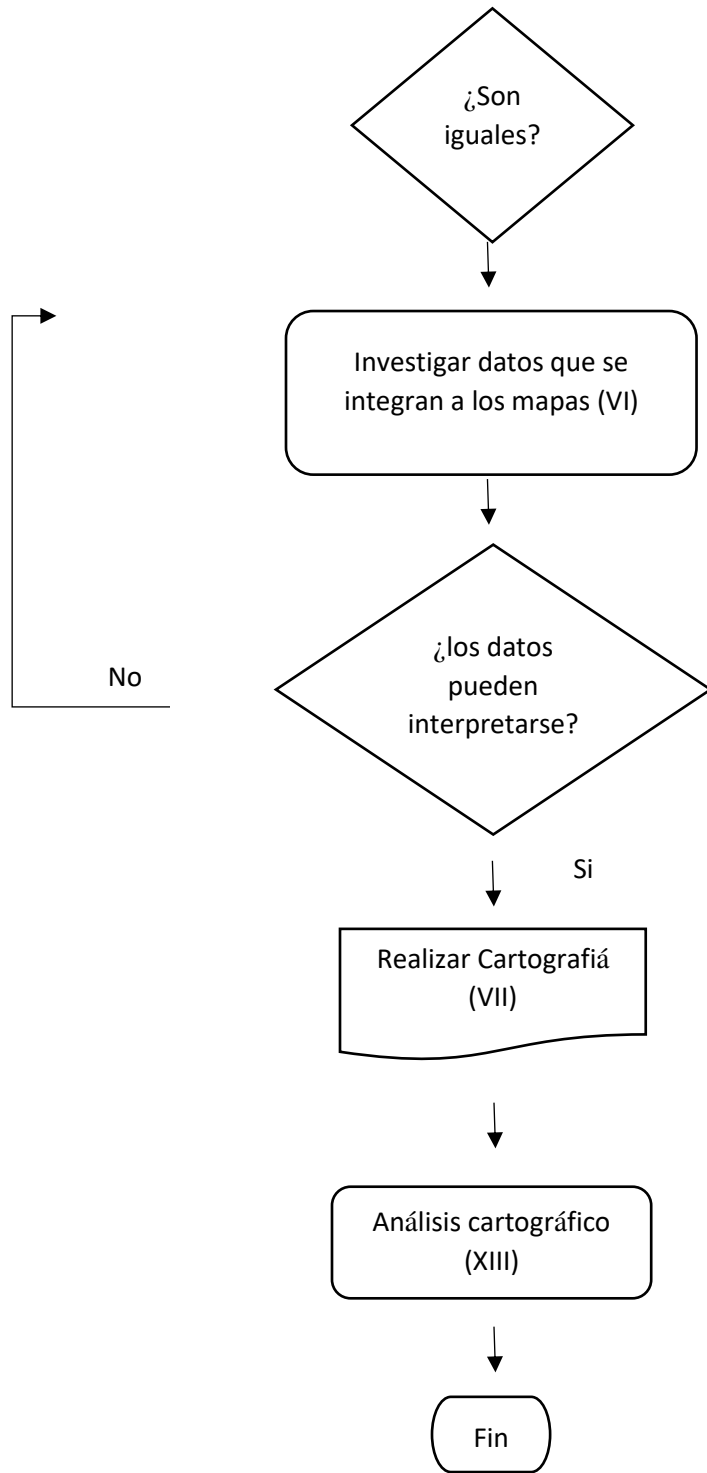 ¿Son
iguales?
Investigar datos que se
integran a los mapas (VI)
¿los datos
pueden
interpretarse?
No
Si
Realizar Cartografiá
(VII)
Análisis cartográfico
(XIII)
Fin